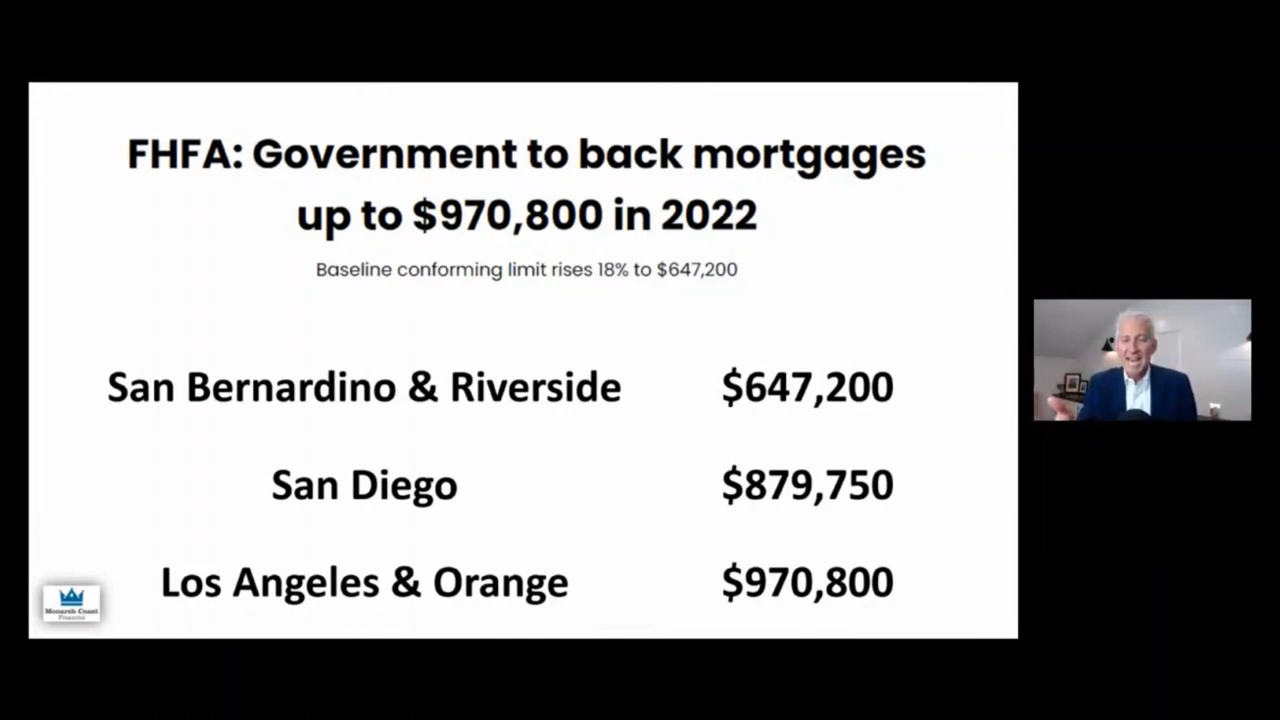 FHFA: Government to back mortgages
up to $970,800 in 2022
Baseline conforming limit rises 18% to $647,200
San Bernardino & Riverside $647,200
San Diego $879,750
Los Angeles & Orange $970,800
Monarch Coast
Financial